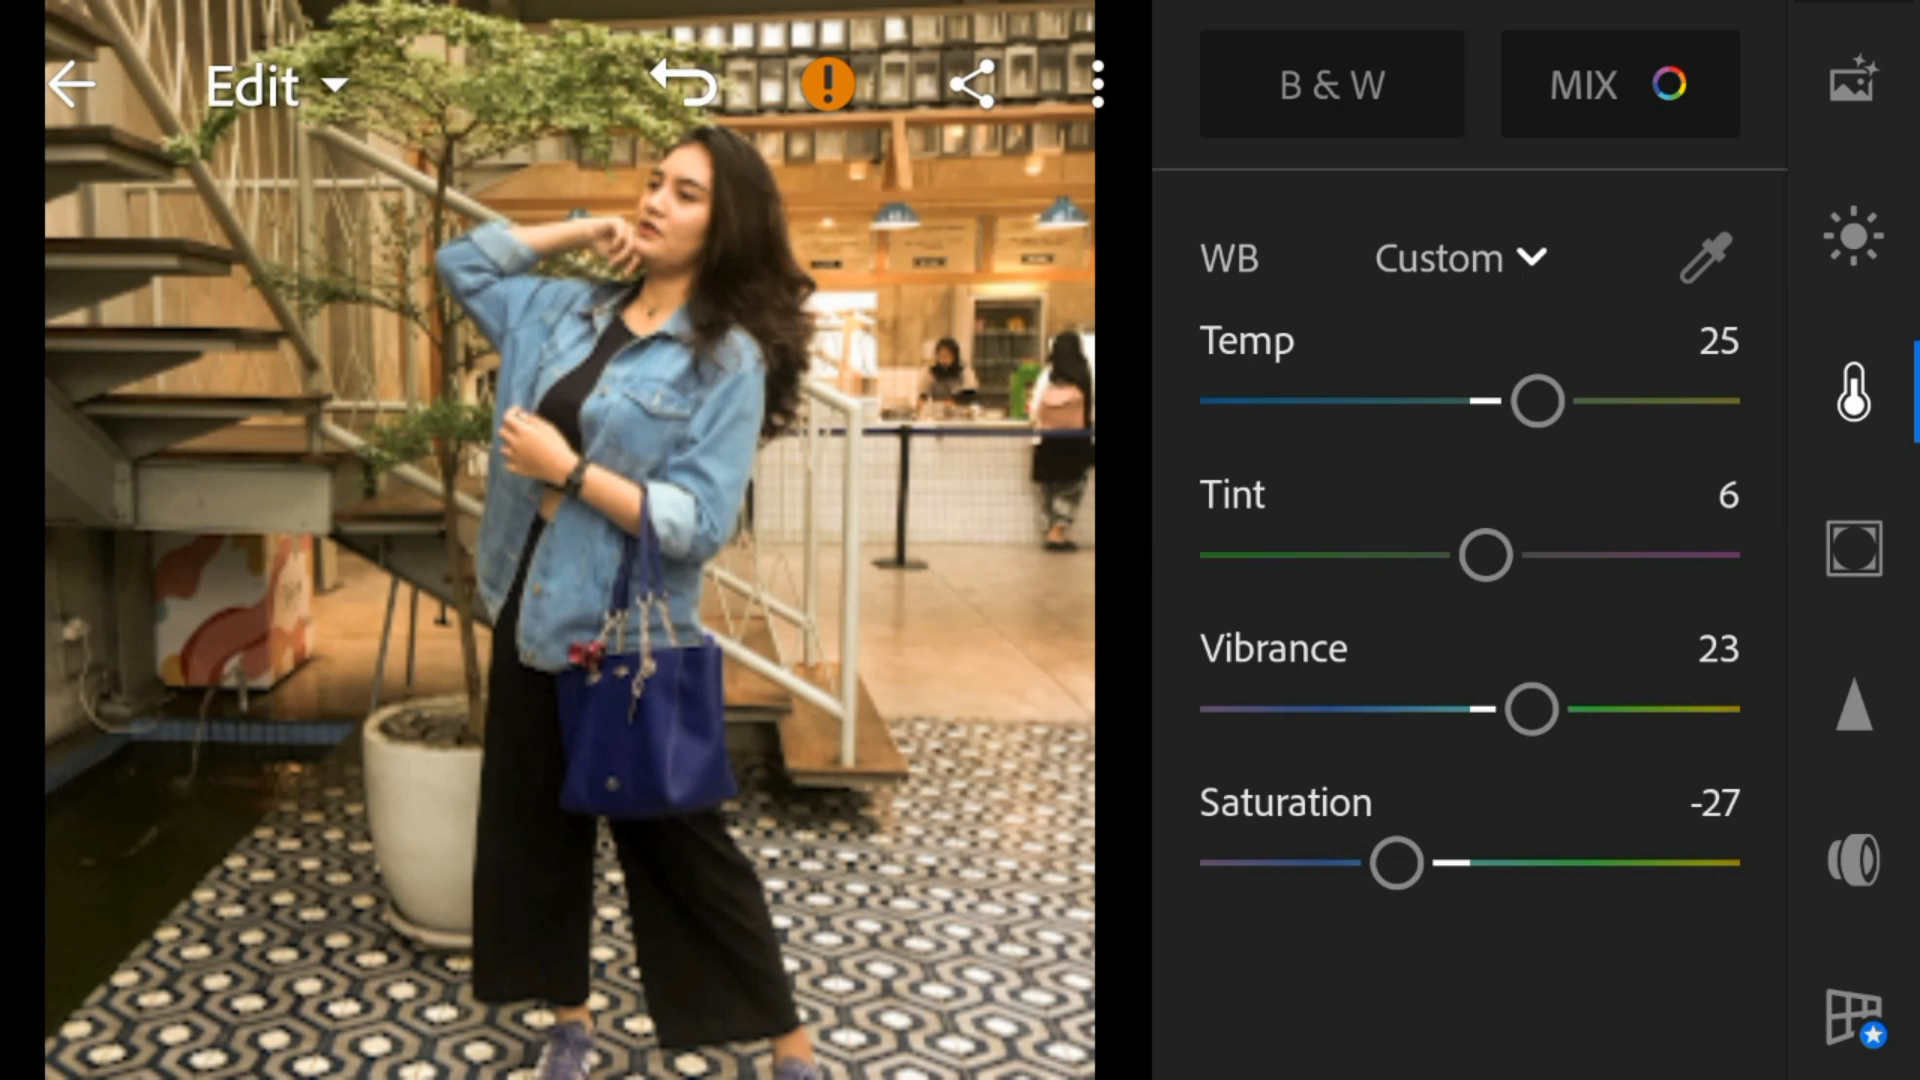 Edit
B & W
MIX
WB
Custom
Temp
25
Tint
6
Vibrance
23
Saturation
-27